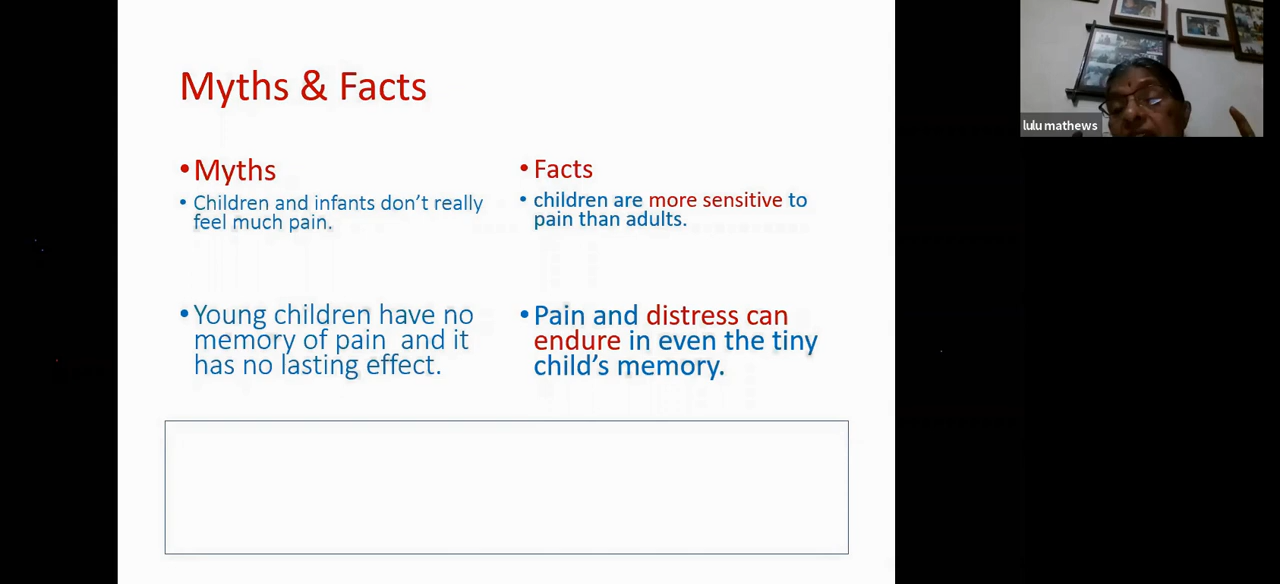 Myths & Facts
•Myths
• Children and infants don't really
feel much pain.
•Young children have no
memory of pain and it
has no lasting effect.
• Facts
• children are more sensitive to
pain than adults.
•Pain and distress can
endure in even the tiny
child's memory.
lulu mathews